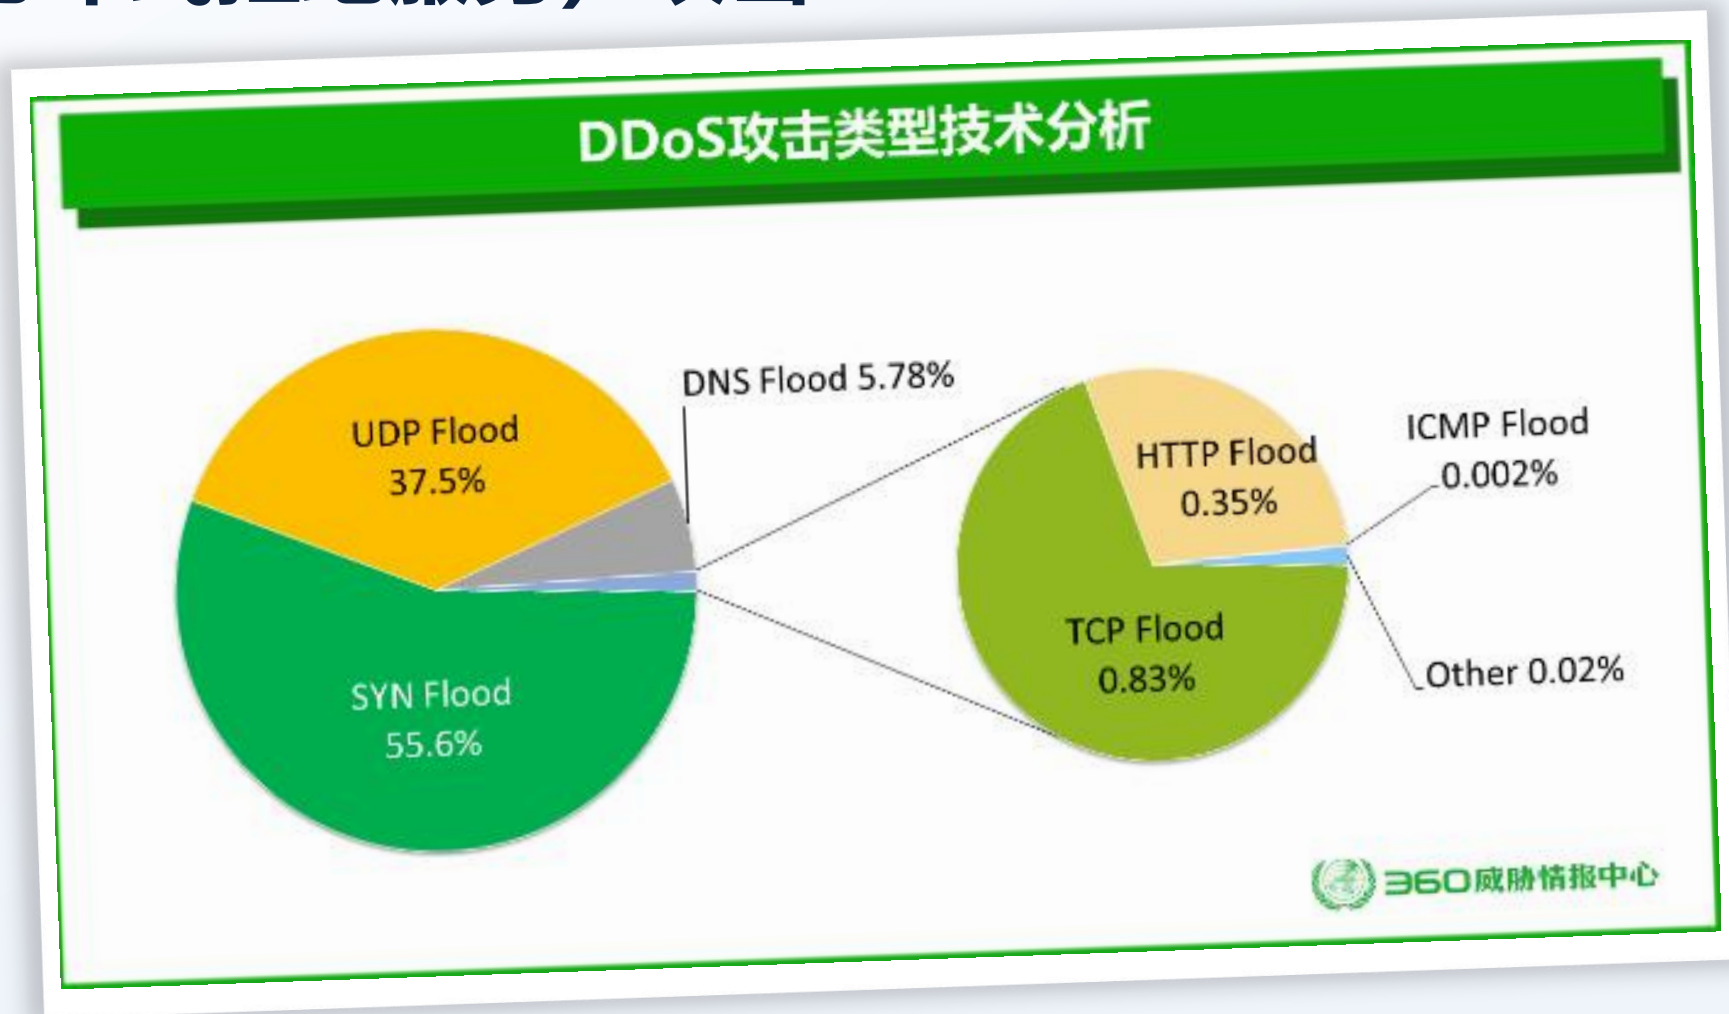 DDoS攻击类型技术分析
DNS Flood 5.78%
UDP Flood
37.5%
SYN Flood
55.6%
HTTP Flood
0.35%
ICMP Flood
0.002%
TCP Flood
0.83%
Other 0.02%
360威胁情报中心